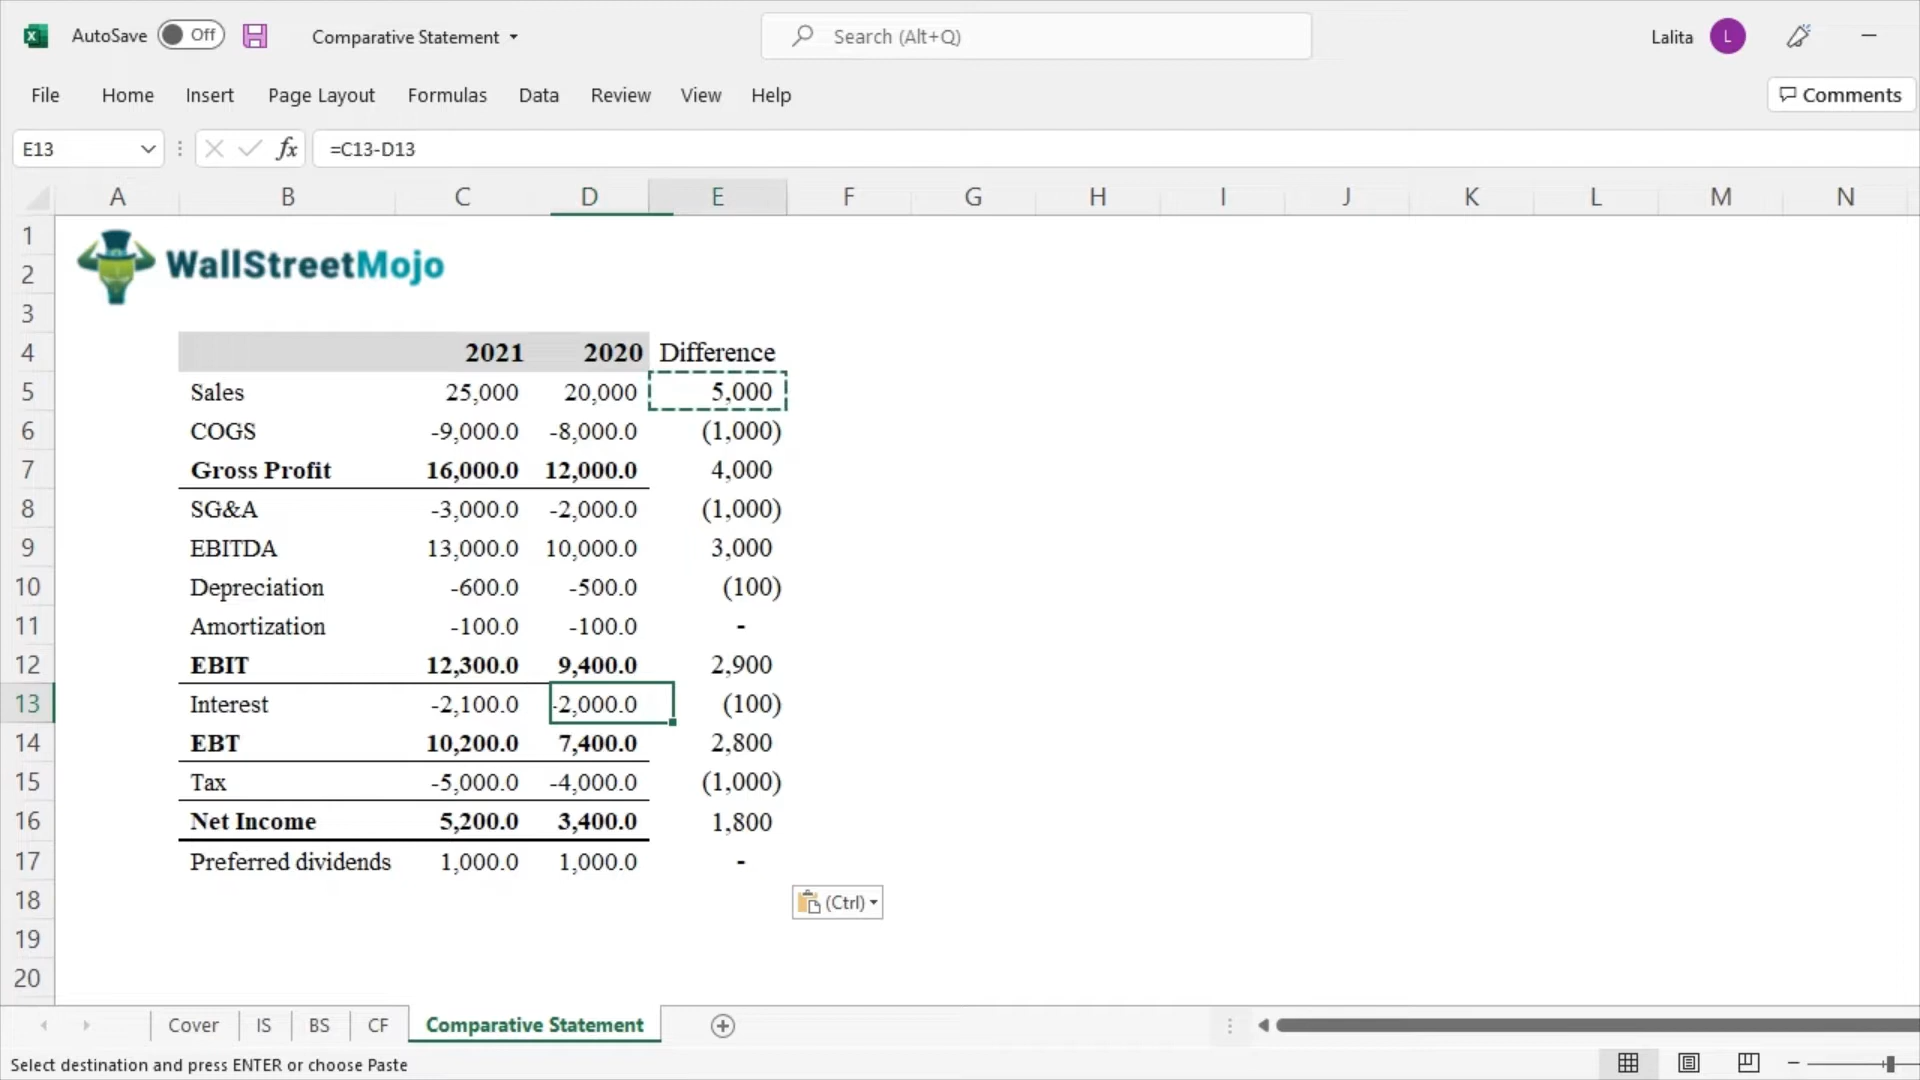 AutoSave Off Comparative Statement Search (Alt+Q) Lalita L
File Home Insert Page Layout Formulas Data Review View Help Comments
E13 fx =C13-D13
A B C D E F G H I J K L M N
1
2 WallStreetMojo
3
4 2021 2020 Difference
5 Sales 25,000 20,000 5,000
6 COGS -9,000.0 -8,000.0 (1,000)
7 Gross Profit 16,000.0 12,000.0 4,000
8 SG&A -3,000.0 -2,000.0 (1,000)
9 EBITDA 13,000.0 10,000.0 3,000
10 Depreciation -600.0 -500.0 (100)
11 Amortization -100.0 -100.0 -
12 EBIT 12,300.0 9,400.0 2,900
13 Interest -2,100.0 -2,000.0 (100)
14 EBT 10,200.0 7,400.0 2,800
15 Tax -5,000.0 -4,000.0 (1,000)
16 Net Income 5,200.0 3,400.0 1,800
17 Preferred dividends 1,000.0 1,000.0 -
18 (Ctrl)
19
20
Cover IS BS CF Comparative Statement
Select destination and press ENTER or choose Paste